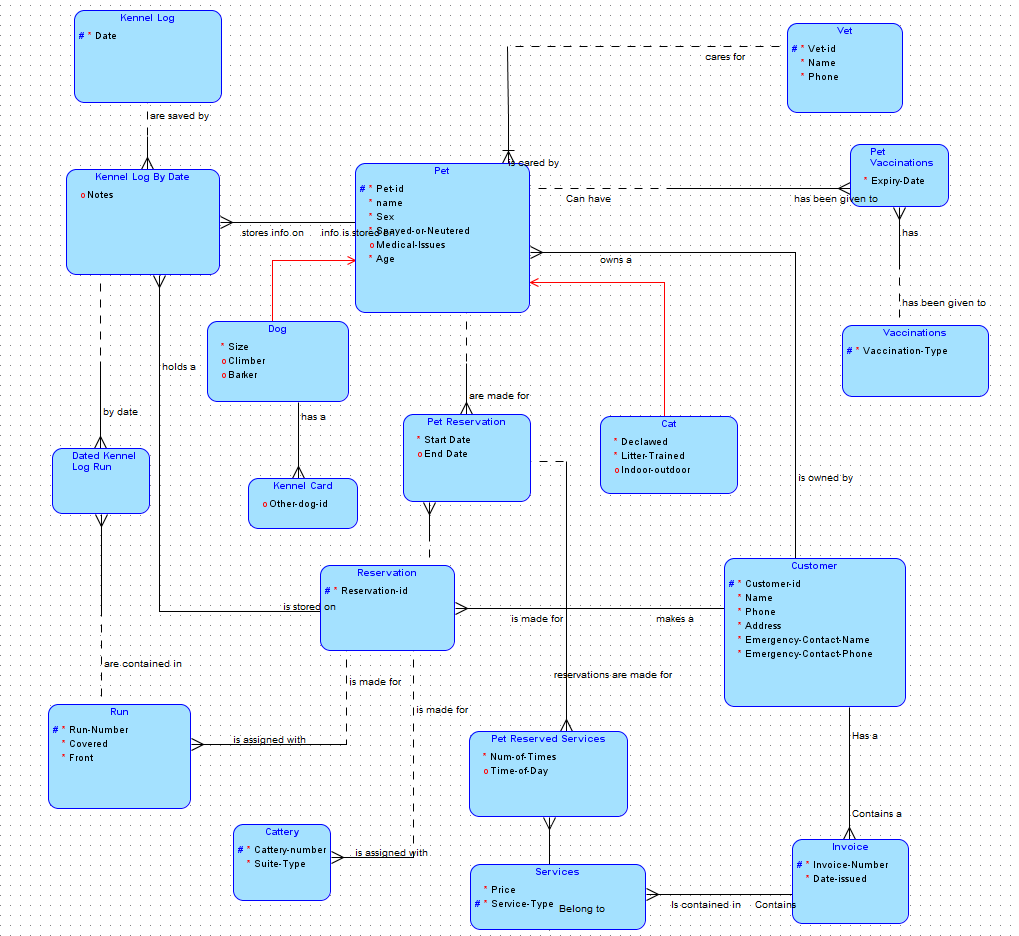 Kennel Log
# * Date
are saved by
Vet
# * Vet-id
* Name
* Phone
cares for
is cared by
Kennel Log By Date
o Notes
Pet
# * Pet-id
* name
* Sex
* Spayed-or-Neutered
o Medical-Issues
* Age
stores info.on
info.is stored on
Can have
has been given to
Pet
Vaccinations
* Expiry-Date
has
has been given to
Vaccinations
# * Vaccination-Type
owns a
is owned by
Dog
* Size
o Climber
o Barker
has a
Kennel Card
o Other-dog-id
holds a
is stored on
by date
Dated Kennel
Log Run
are contained in
are made for
Pet Reservation
* Start Date
o End Date
Cat
* Declawed
* Litter-Trained
o Indoor-outdoor
Reservation
# * Reservation-id
is made for
makes a
Customer
# * Customer-id
* Name
* Phone
* Address
* Emergency-Contact-Name
* Emergency-Contact-Phone
is made for
is made for
reservations are made for
Run
# * Run-Number
* Covered
* Front
is assigned with
Pet Reserved Services
* Num-of-Times
o Time-of-Day
Has a
Contains a
Cattery
# * Cattery-number
* Suite-Type
is assigned with
Services
* Price
# * Service-Type
Belong to
Is contained in
Contains
Invoice
# * Invoice-Number
* Date-issued